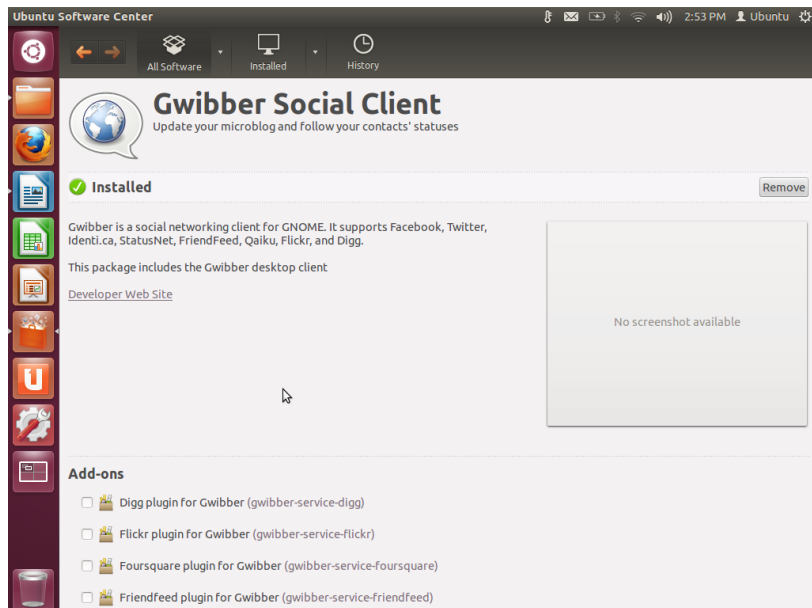 Ubuntu Software Center
2:53 PM Ubuntu
All Software
Installed
History
Gwibber Social Client
Update your microblog and follow your contacts' statuses
Installed
Remove
Gwibber is a social networking client for GNOME. It supports Facebook, Twitter,
Identi.ca, StatusNet, FriendFeed, Qaiku, Flickr, and Digg.
This package includes the Gwibber desktop client
Developer Web Site
No screenshot available
Add-ons
Digg plugin for Gwibber (gwibber-service-digg)
Flickr plugin for Gwibber (gwibber-service-flickr)
Foursquare plugin for Gwibber (gwibber-service-foursquare)
Friendfeed plugin for Gwibber (gwibber-service-friendfeed)